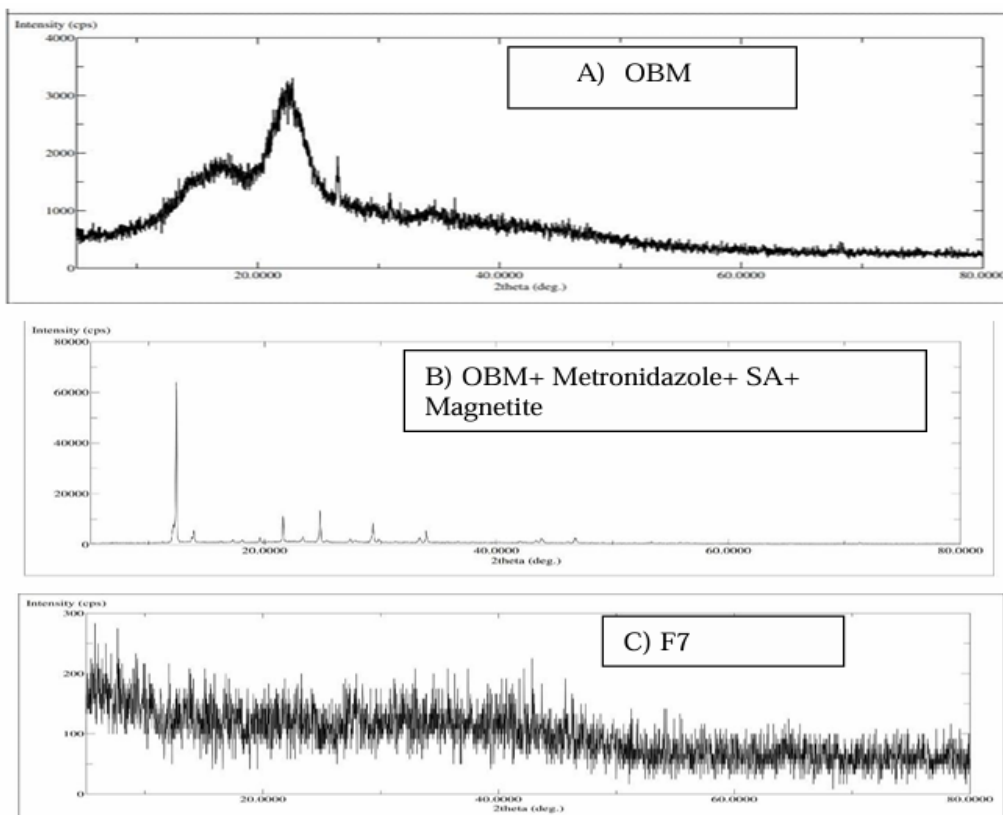 Intensity (cps)
4000
A) OBM
3000
2000
1000
0
20.0000 40.0000 60.0000 80.0000
2theta (deg.)
Intensity (cps)
80000
B) OBM+ Metronidazole+ SA+
Magnetite
60000
40000
20000
0
20.0000 40.0000 60.0000 80.0000
2theta (deg.)
Intensity (cps)
300
C) F7
200
100
0
20.0000 40.0000 60.0000 80.0000
2theta (deg.)